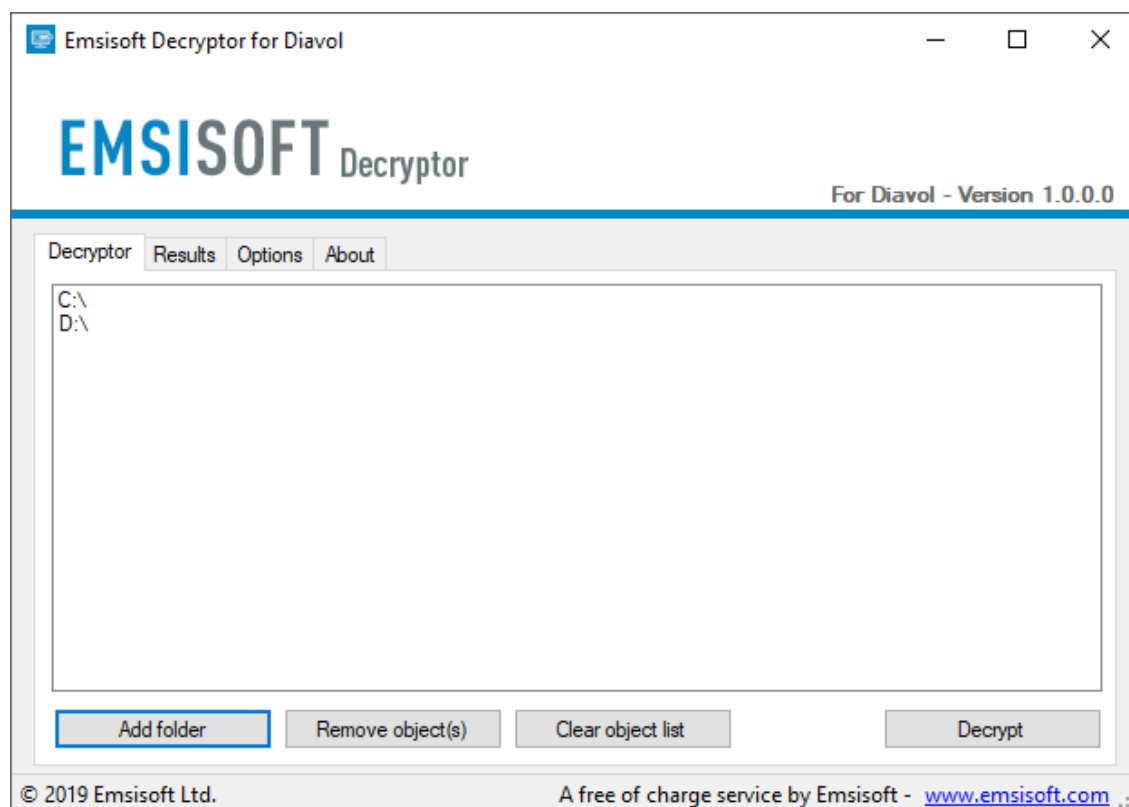 Emsisoft Decryptor for Diavol
EMSISOFT Decryptor
For Diavol - Version 1.0.0.0
Decryptor Results Options About
C:\
D:\
Add folder Remove object(s) Clear object list Decrypt
© 2019 Emsisoft Ltd. A free of charge service by Emsisoft - www.emsisoft.com